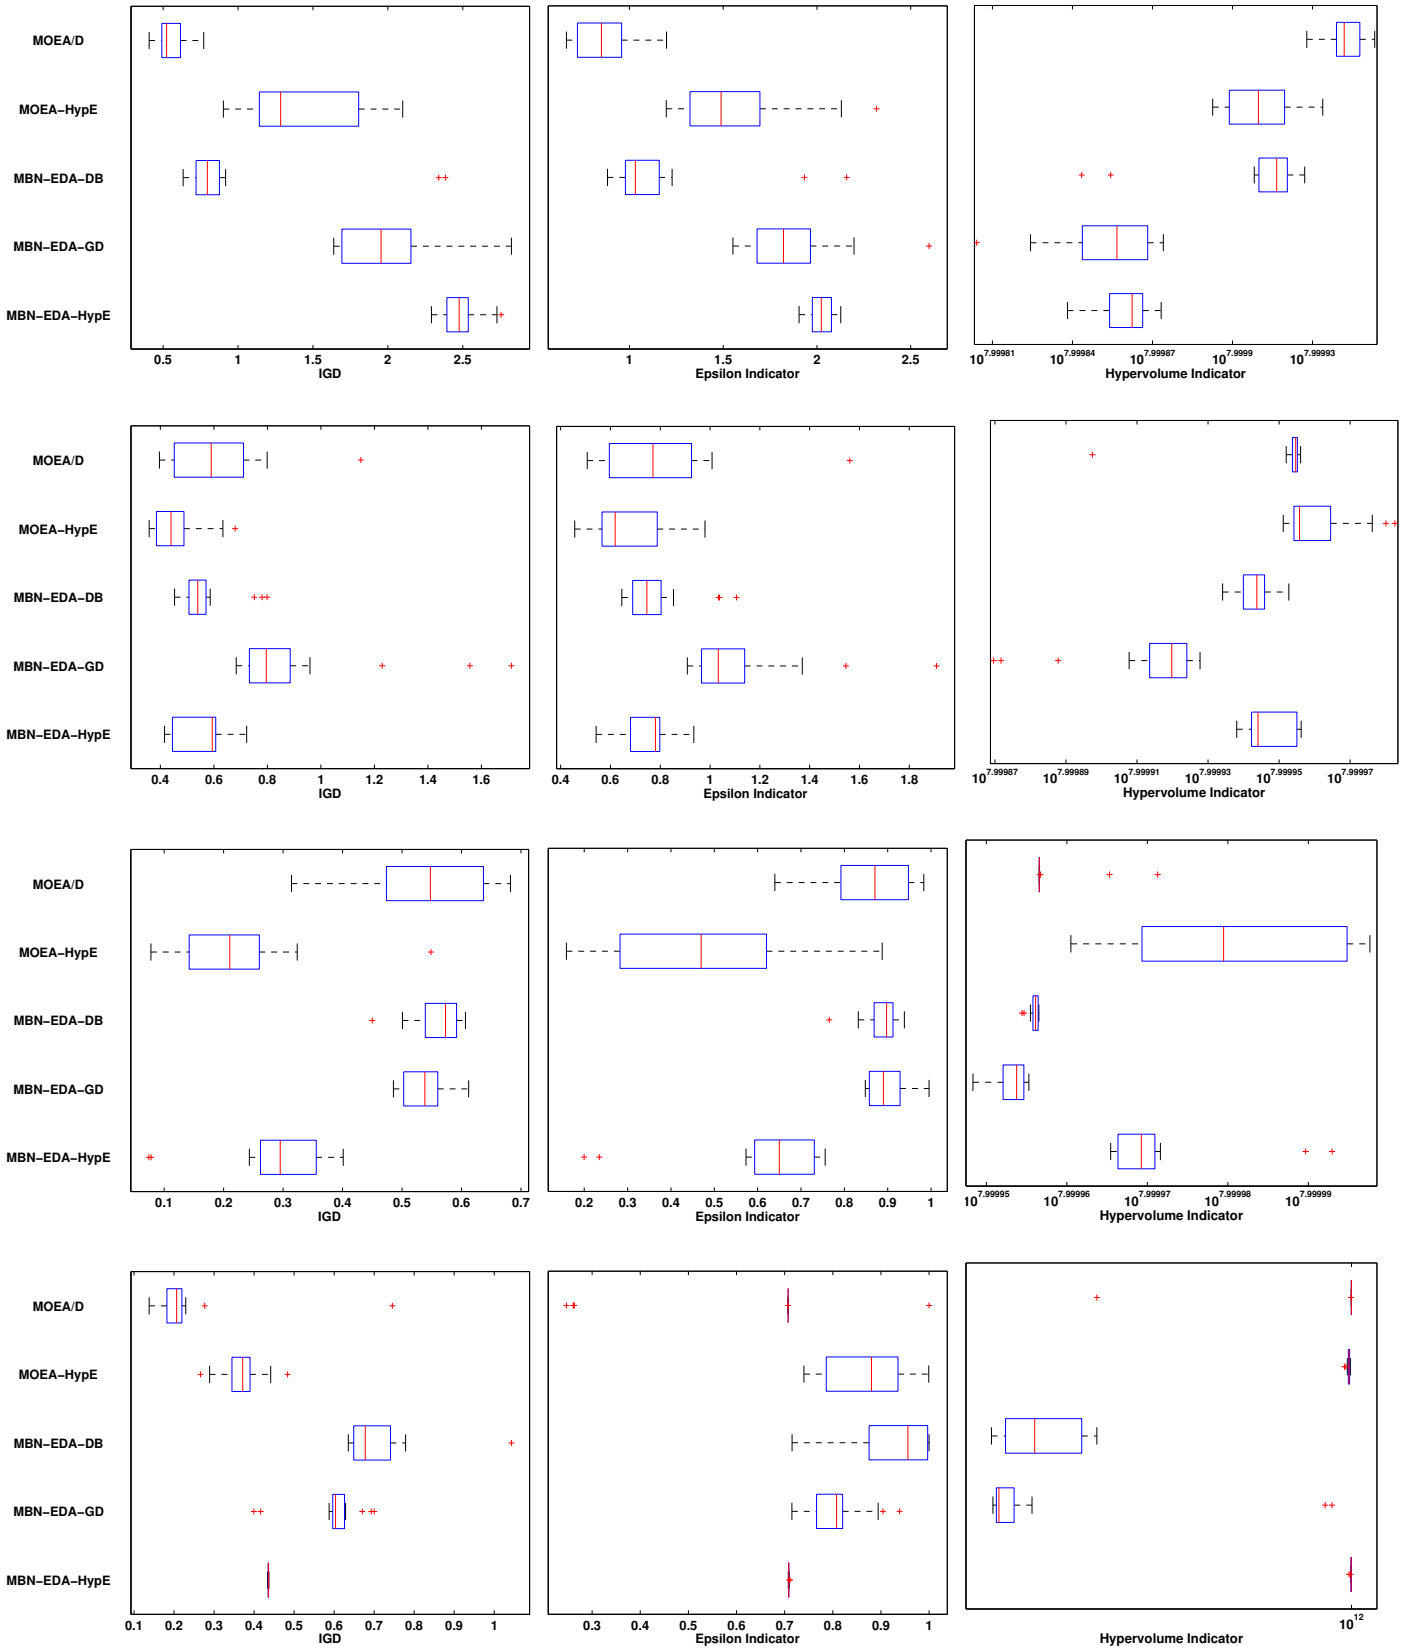 MOEA/D
MOEA−HypE
MBN−EDA−DB
MBN−EDA−GD
MBN−EDA−HypE
0.5 1 1.5 2 2.5
IGD
1 1.5 2 2.5
Epsilon Indicator
10^7.99981 10^7.99984 10^7.99987 10^7.9999 10^7.99993
Hypervolume Indicator
MOEA/D
MOEA−HypE
MBN−EDA−DB
MBN−EDA−GD
MBN−EDA−HypE
0.4 0.6 0.8 1 1.2 1.4 1.6
IGD
0.4 0.6 0.8 1 1.2 1.4 1.6 1.8
Epsilon Indicator
10^7.99987 10^7.99989 10^7.99991 10^7.99993 10^7.99995 10^7.99997
Hypervolume Indicator
MOEA/D
MOEA−HypE
MBN−EDA−DB
MBN−EDA−GD
MBN−EDA−HypE
0.1 0.2 0.3 0.4 0.5 0.6 0.7
IGD
0.2 0.3 0.4 0.5 0.6 0.7 0.8 0.9 1
Epsilon Indicator
10^7.99995 10^7.99996 10^7.99997 10^7.99998 10^7.99999
Hypervolume Indicator
MOEA/D
MOEA−HypE
MBN−EDA−DB
MBN−EDA−GD
MBN−EDA−HypE
0.1 0.2 0.3 0.4 0.5 0.6 0.7 0.8 0.9 1
IGD
0.3 0.4 0.5 0.6 0.7 0.8 0.9 1
Epsilon Indicator
10^12
Hypervolume Indicator